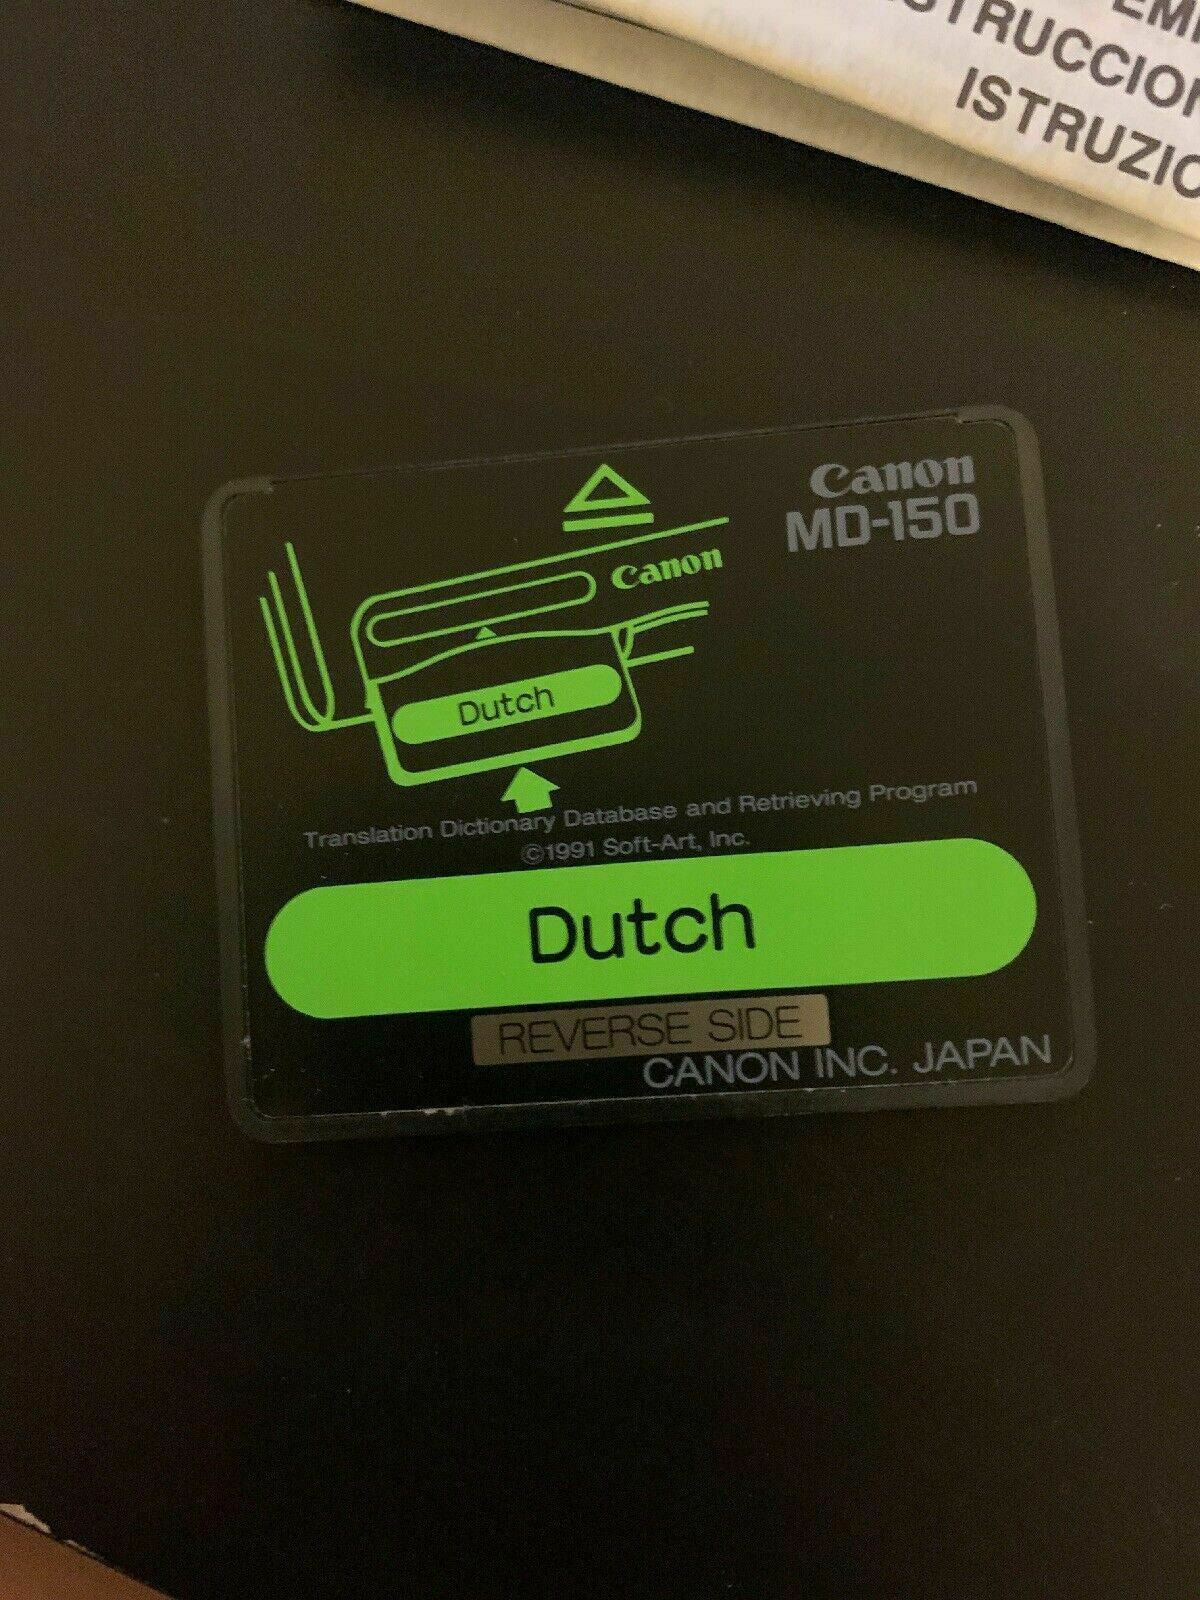 ISTRUZIO
Canon
MD-150
Canon
Dutch
Translation Dictionary Database and Retrieving Program
©1991 Soft-Art, Inc.
Dutch
REVERSE SIDE
CANON INC. JAPAN